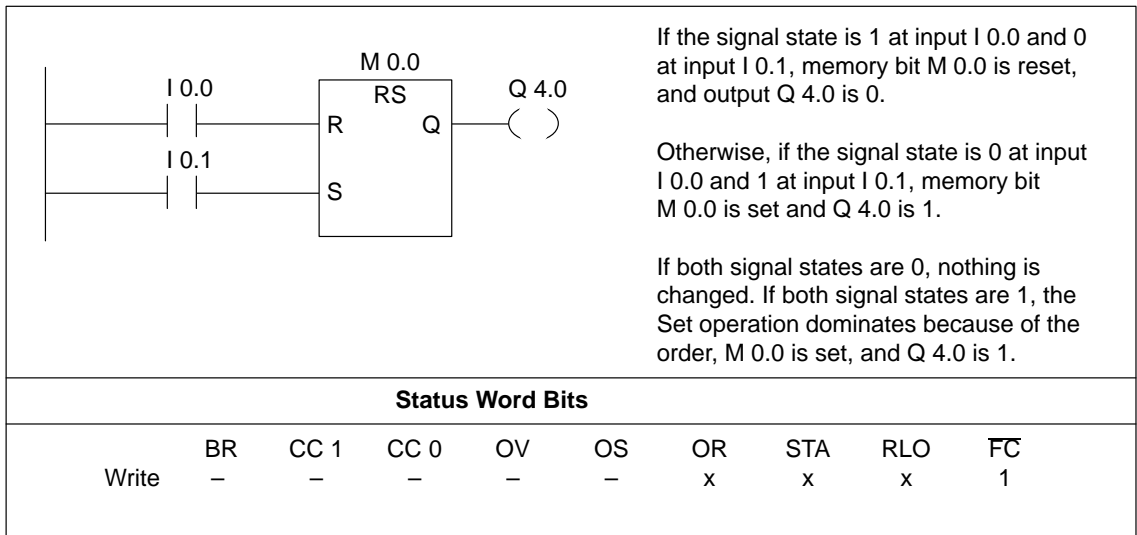 M 0.0
I 0.0
RS
Q 4.0
R
Q
I 0.1
S
If the signal state is 1 at input I 0.0 and 0
at input I 0.1, memory bit M 0.0 is reset,
and output Q 4.0 is 0.
Otherwise, if the signal state is 0 at input
I 0.0 and 1 at input I 0.1, memory bit
M 0.0 is set and Q 4.0 is 1.
If both signal states are 0, nothing is
changed. If both signal states are 1, the
Set operation dominates because of the
order, M 0.0 is set, and Q 4.0 is 1.
Status Word Bits
BR CC 1 CC 0 OV OS OR STA RLO F̅C̅
Write – – – – – x x x 1